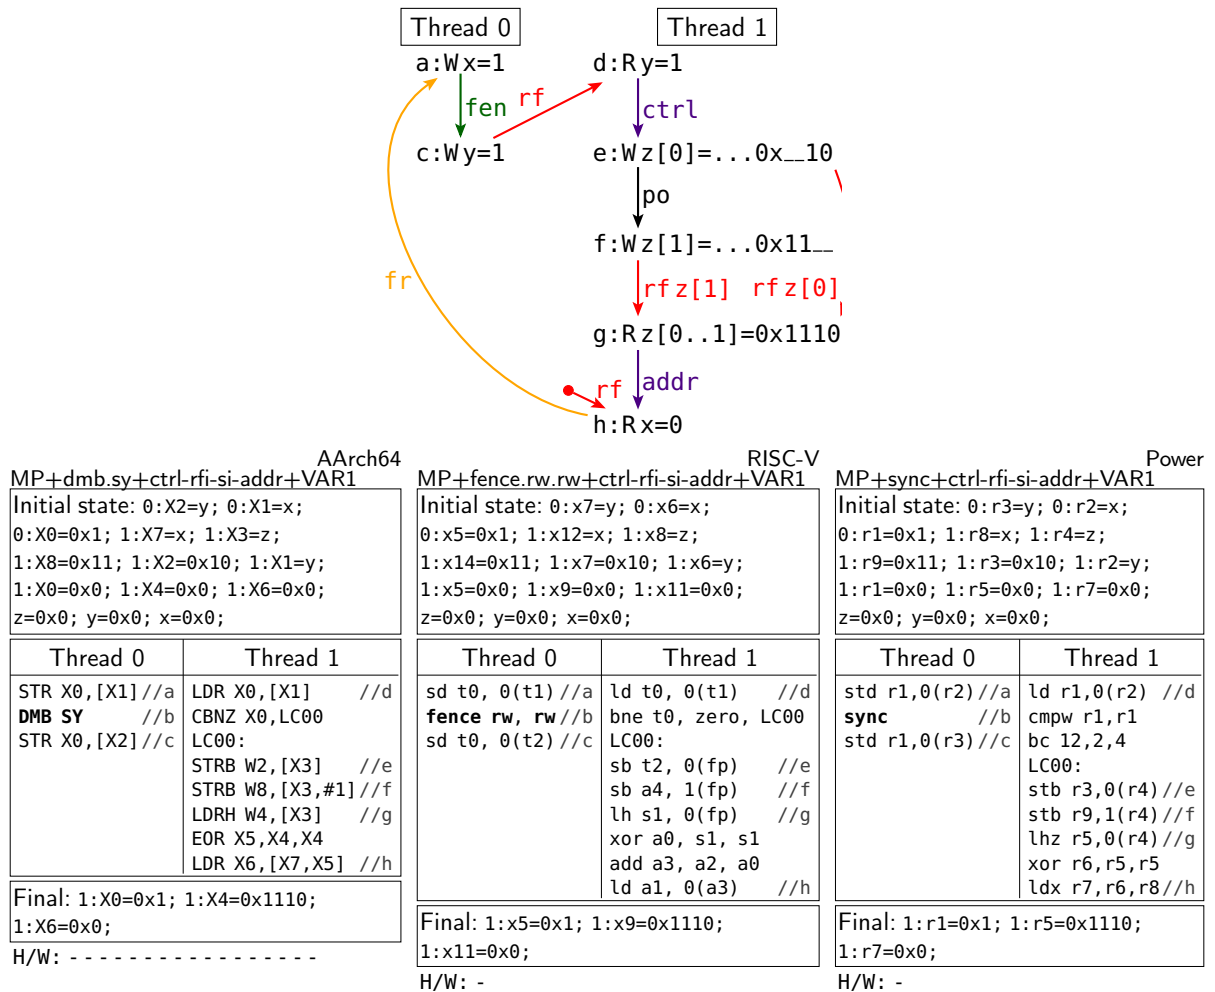 Thread 0 Thread 1
a:Wx=1 d:Ry=1
fen rf ctrl
c:Wy=1 e:Wz[0]=...0x__10
po
f:Wz[1]=...0x11__
fr rf z[1] rf z[0]
g:Rz[0..1]=0x1110
rf addr
h:Rx=0
AArch64
MP+dmb.sy+ctrl-rfi-si-addr+VAR1
Initial state: 0:X2=y; 0:X1=x;
0:X0=0x1; 1:X7=x; 1:X3=z;
1:X8=0x11; 1:X2=0x10; 1:X1=y;
1:X0=0x0; 1:X4=0x0; 1:X6=0x0;
z=0x0; y=0x0; x=0x0;
Thread 0
STR X0,[X1]//a
DMB SY //b
STR X0,[X2]//c
Thread 1
LDR X0,[X1] //d
CBNZ X0,LC00
LC00:
STRB W2,[X3] //e
STRB W8,[X3,#1]//f
LDRH W4,[X3] //g
EOR X5,X4,X4
LDR X6,[X7,X5] //h
Final: 1:X0=0x1; 1:X4=0x1110;
1:X6=0x0;
H/W: - - - - - - - - - - - - - - - - -
RISC-V
MP+fence.rw.rw+ctrl-rfi-si-addr+VAR1
Initial state: 0:x7=y; 0:x6=x;
0:x5=0x1; 1:x12=x; 1:x8=z;
1:x14=0x11; 1:x7=0x10; 1:x6=y;
1:x5=0x0; 1:x9=0x0; 1:x11=0x0;
z=0x0; y=0x0; x=0x0;
Thread 0
sd t0, 0(t1)//a
fence rw, rw//b
sd t0, 0(t2)//c
Thread 1
ld t0, 0(t1) //d
bne t0, zero, LC00
LC00:
sb t2, 0(fp) //e
sb a4, 1(fp) //f
lh s1, 0(fp) //g
xor a0, s1, s1
add a3, a2, a0
ld a1, 0(a3) //h
Final: 1:x5=0x1; 1:x9=0x1110;
1:x11=0x0;
H/W: -
Power
MP+sync+ctrl-rfi-si-addr+VAR1
Initial state: 0:r3=y; 0:r2=x;
0:r1=0x1; 1:r8=x; 1:r4=z;
1:r9=0x11; 1:r3=0x10; 1:r2=y;
1:r1=0x0; 1:r5=0x0; 1:r7=0x0;
z=0x0; y=0x0; x=0x0;
Thread 0
std r1,0(r2)//a
sync //b
std r1,0(r3)//c
Thread 1
ld r1,0(r2) //d
cmpw r1,r1
bc 12,2,4
LC00:
stb r3,0(r4)//e
stb r9,1(r4)//f
lhz r5,0(r4)//g
xor r6,r5,r5
ldx r7,r6,r8//h
Final: 1:r1=0x1; 1:r5=0x1110;
1:r7=0x0;
H/W: -